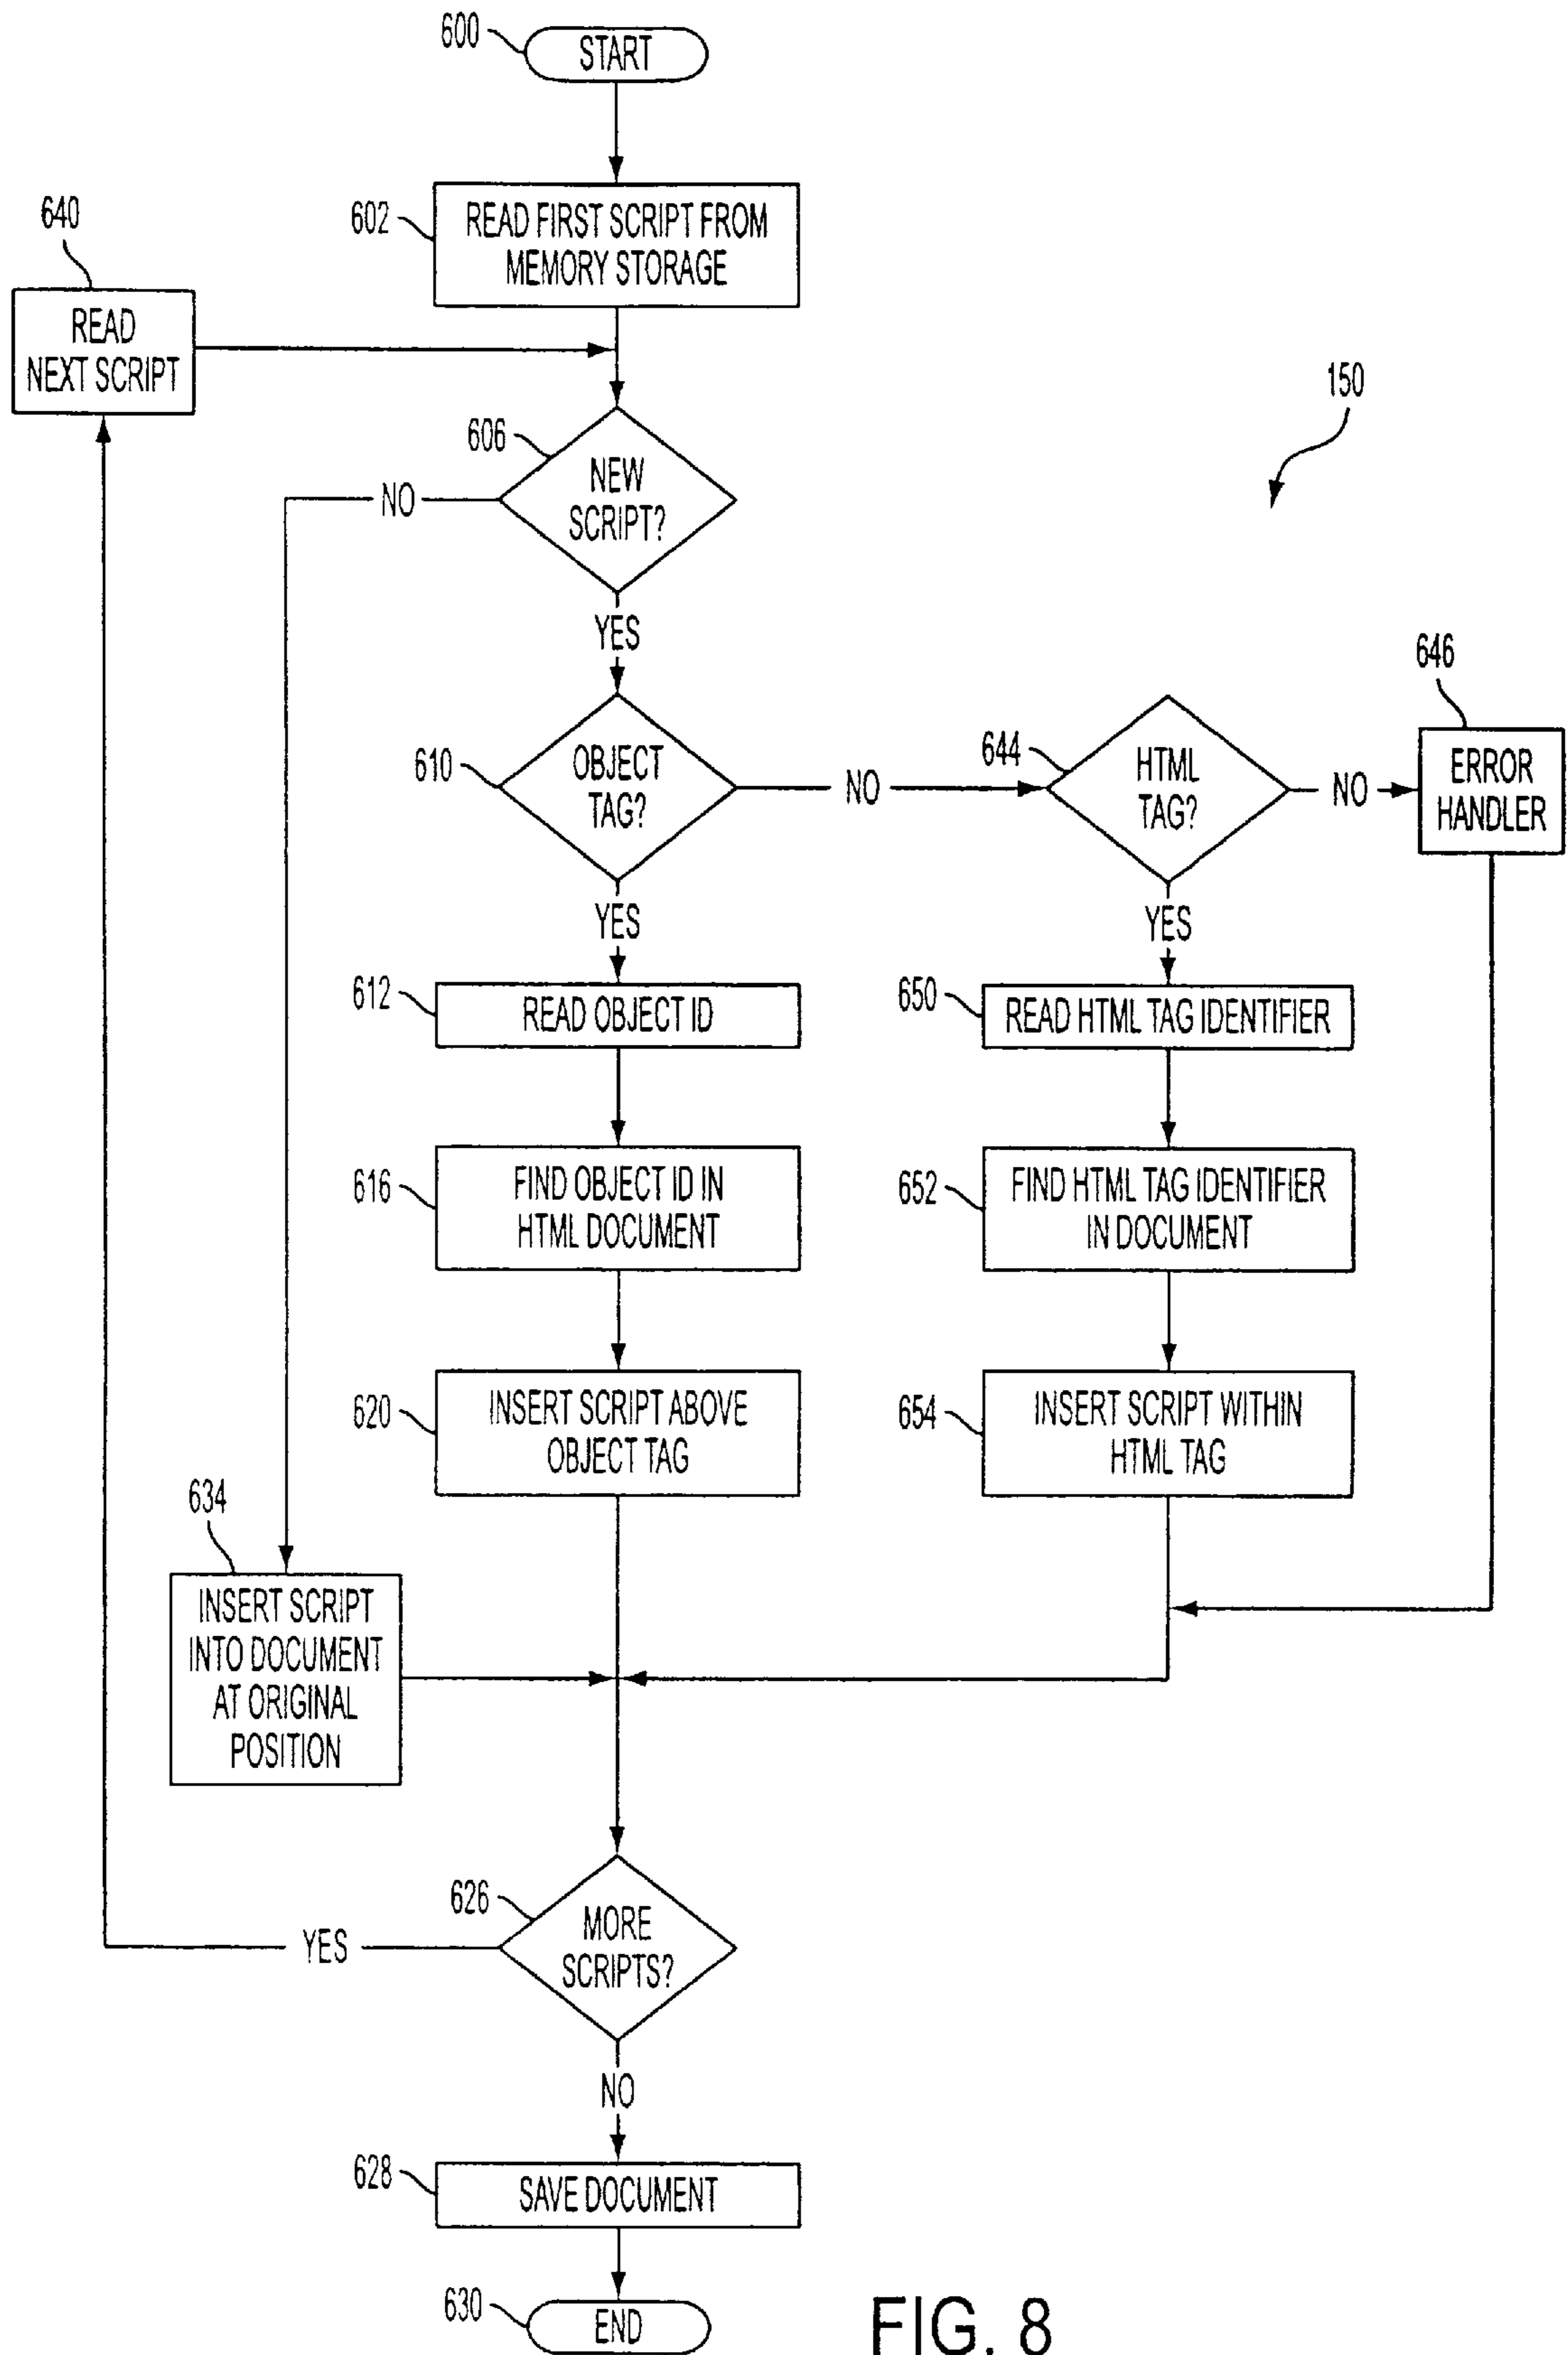 600
START
602
READ FIRST SCRIPT FROM
MEMORY STORAGE
640
READ
NEXT SCRIPT
150
606
NEW
SCRIPT?
NO
YES
610
OBJECT
TAG?
NO
644
HTML
TAG?
NO
646
ERROR
HANDLER
YES
YES
612
READ OBJECT ID
650
READ HTML TAG IDENTIFIER
616
FIND OBJECT ID IN
HTML DOCUMENT
652
FIND HTML TAG IDENTIFIER
IN DOCUMENT
620
INSERT SCRIPT ABOVE
OBJECT TAG
654
INSERT SCRIPT WITHIN
HTML TAG
634
INSERT SCRIPT
INTO DOCUMENT
AT ORIGINAL
POSITION
626
MORE
SCRIPTS?
YES
NO
628
SAVE DOCUMENT
630
END
FIG. 8